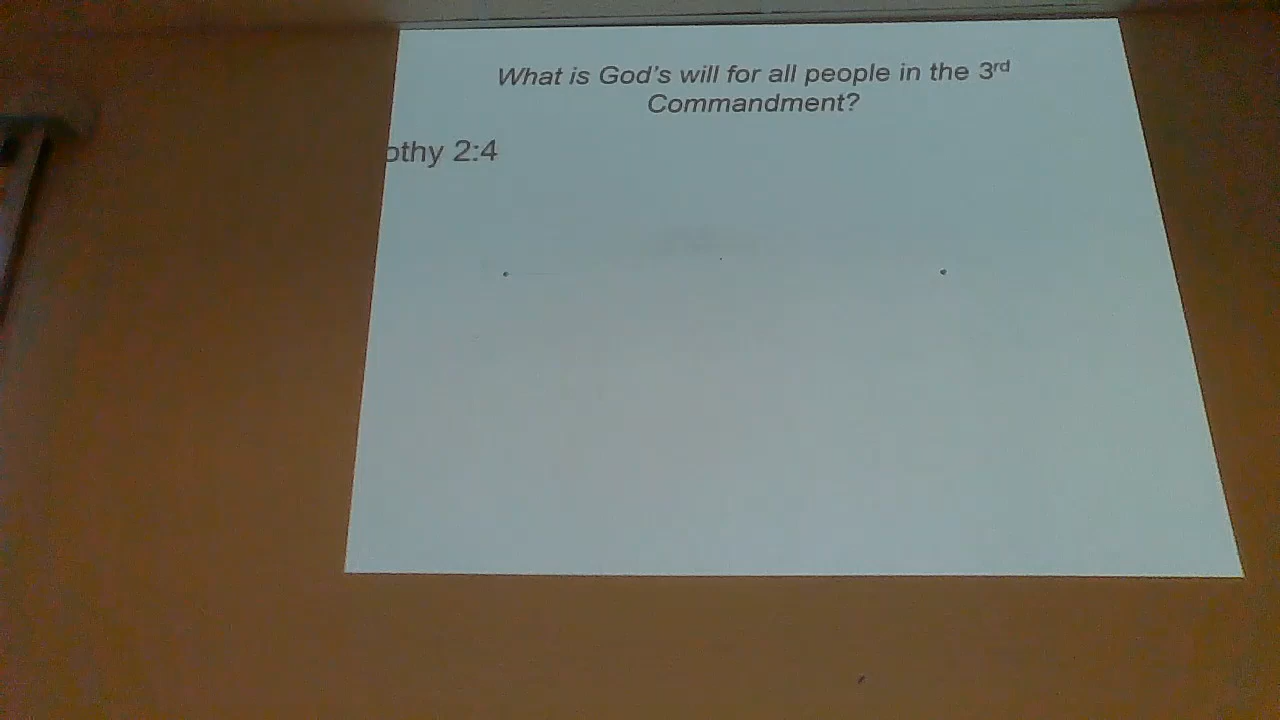 What is God's will for all people in the 3rd
Commandment?
othy 2:4